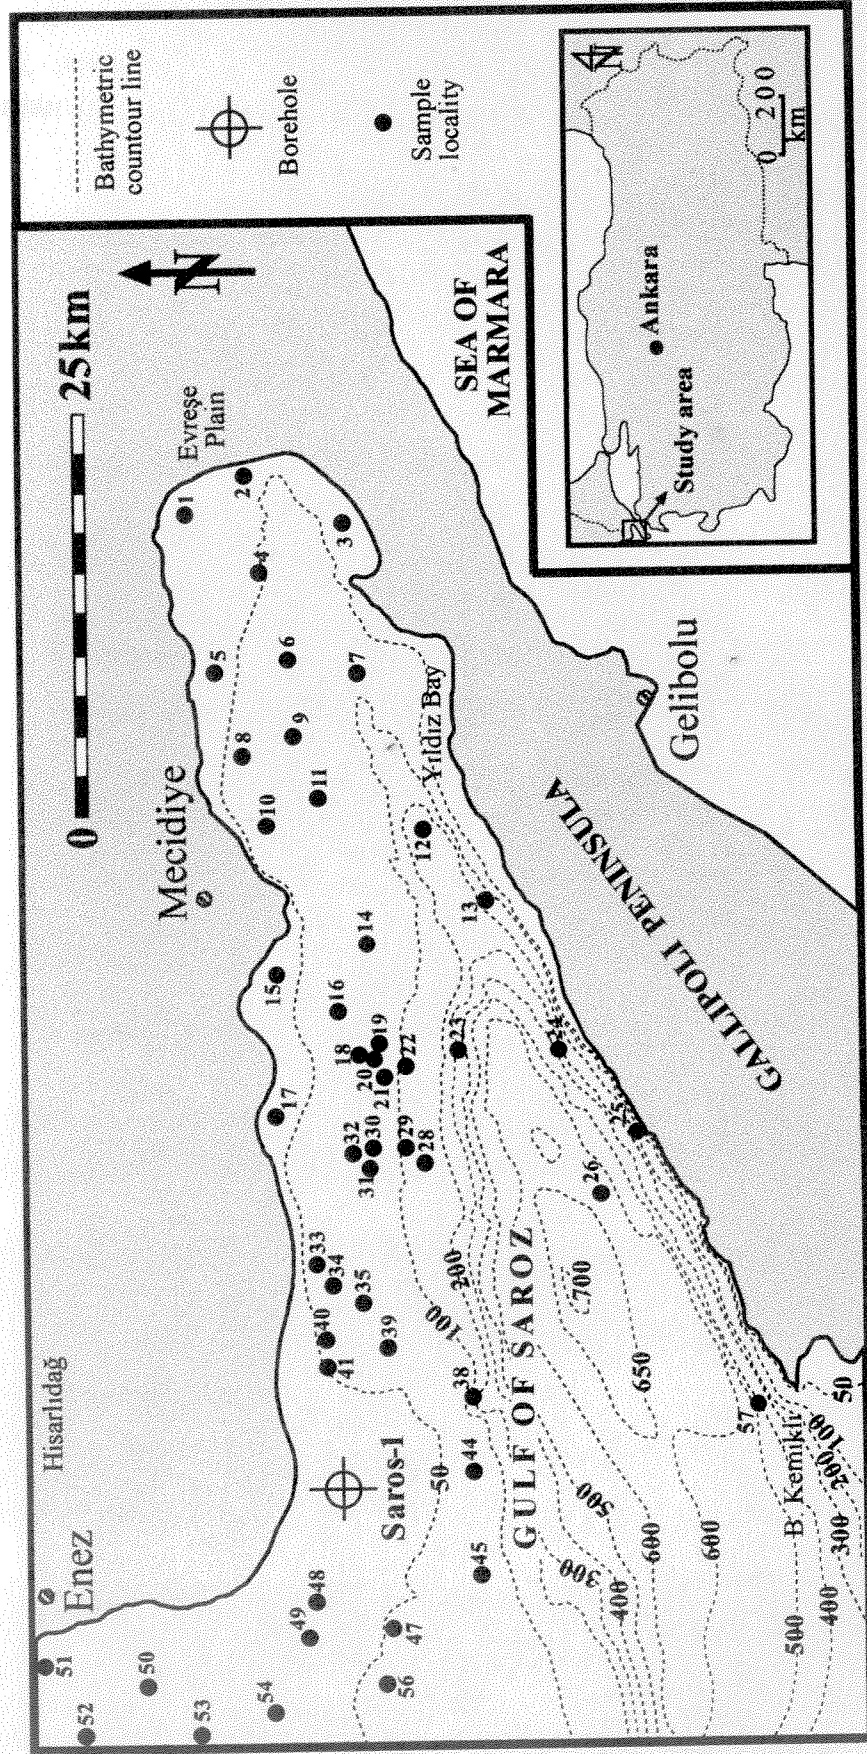 Bathymetric
countour line
Borehole
Sample
locality
0 25km
N
Hisarlıdağ
Enez
Mecidiye
Evreşe
Plain
51
52
50
53
54
49
48
47
56
Saros-1
50
45
44
38
41
40
39
35
34
33
100
200
17
32
31
30
29
28
15
16
18
20
19
21
22
23
14
10
11
8
9
5
6
7
4
1
2
3
12
13
24
25
26
57
Yıldız Bay
GULF OF SAROZ
700
650
500
300
400
600
600
500
400
300
200
100
50
B. Kemikli
GALLIPOLI PENINSULA
Gelibolu
SEA OF
MARMARA
Study area
Ankara
N
0 200
km